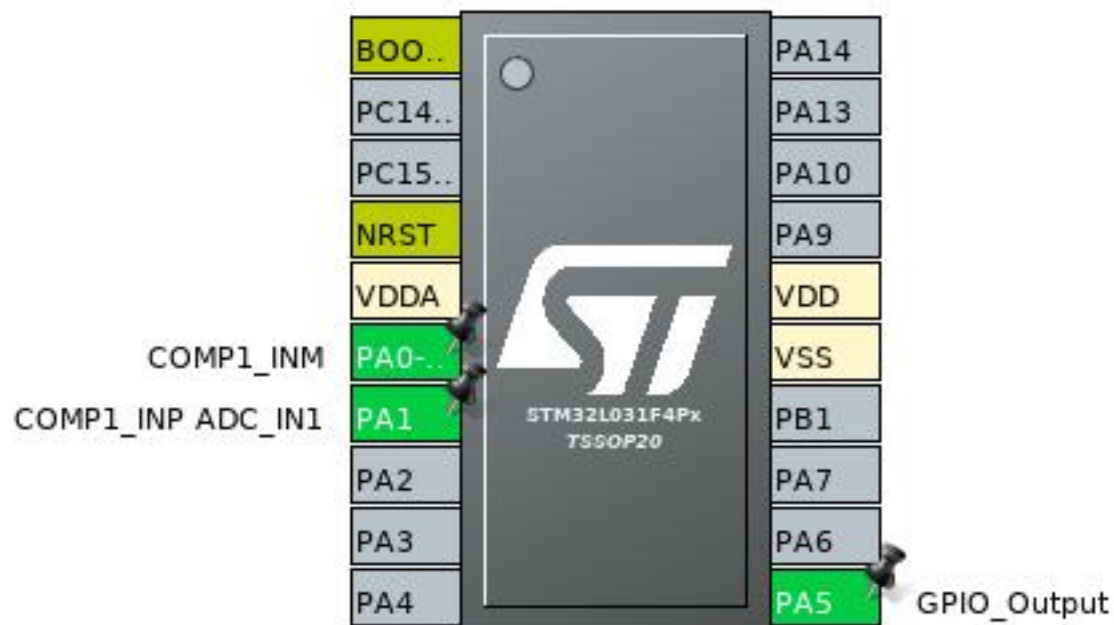 BOO.. PA14
PC14.. PA13
PC15.. PA10
NRST PA9
VDDA VDD
COMP1_INM PA0-.. VSS
COMP1_INP ADC_IN1 PA1 STM32L031F4Px PB1
TSSOP20
PA2 PA7
PA3 PA6
PA4 PA5 GPIO_Output